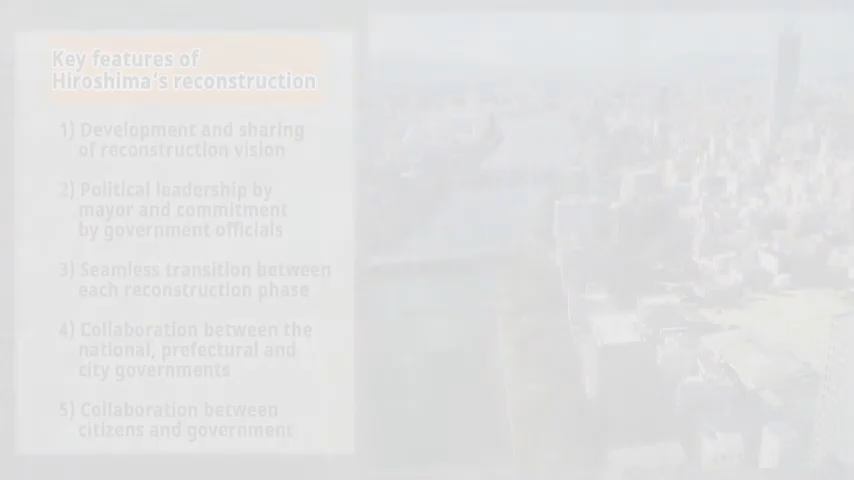 Key features of
Hiroshima's reconstruction
1) Development and sharing
of reconstruction vision
2) Political leadership by
mayor and commitment
by government officials
3) Seamless transition between
each reconstruction phase
4) Collaboration between the
national, prefectural and
city governments
5) Collaboration between
citizens and government